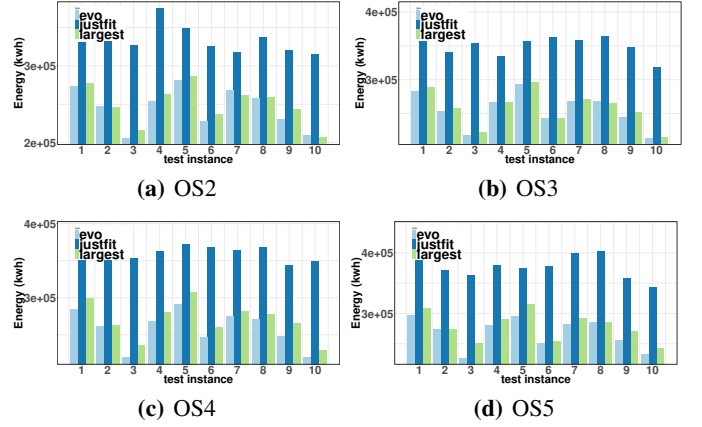 evo
justfit
largest
Energy (kwh)
3e+05
2e+05
1 2 3 4 5 6 7 8 9 10
test instance
(a) OS2
evo
justfit
largest
Energy (kwh)
4e+05
3e+05
1 2 3 4 5 6 7 8 9 10
test instance
(b) OS3
evo
justfit
largest
Energy (kwh)
4e+05
3e+05
1 2 3 4 5 6 7 8 9 10
test instance
(c) OS4
evo
justfit
largest
Energy (kwh)
4e+05
3e+05
1 2 3 4 5 6 7 8 9 10
test instance
(d) OS5